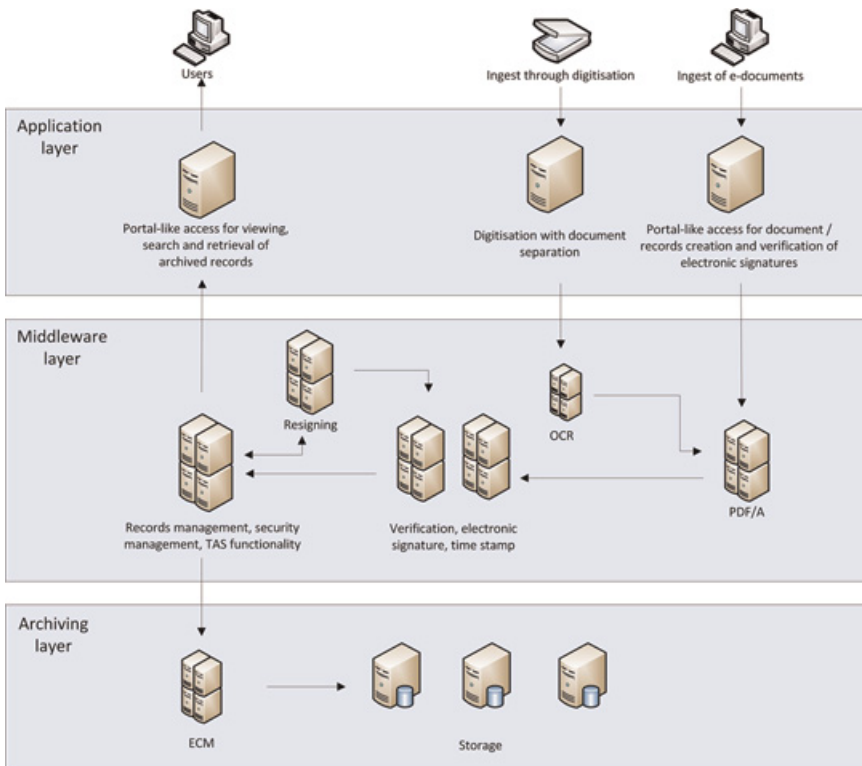 Users
Ingest through digitisation
Ingest of e-documents
Application
layer
Portal-like access for viewing,
search and retrieval of
archived records
Digitisation with document
separation
Portal-like access for document /
records creation and verification of
electronic signatures
Middleware
layer
Resigning
OCR
PDF/A
Records management, security
management, TAS functionality
Verification, electronic
signature, time stamp
Archiving
layer
ECM
Storage